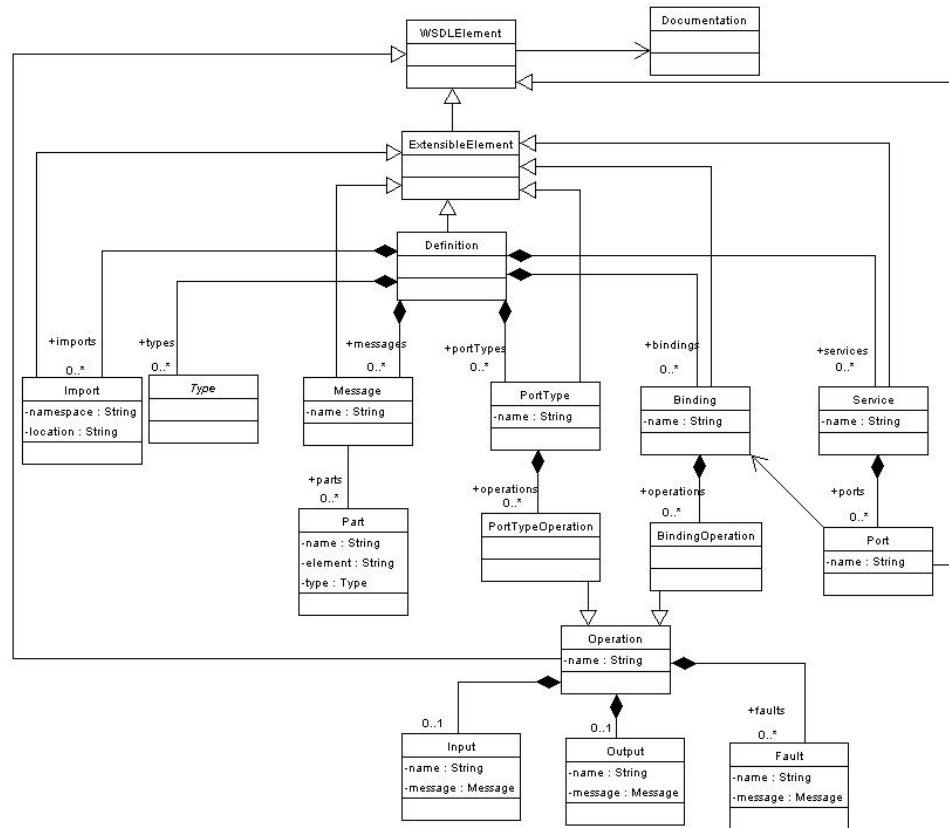 WSDLElement
Documentation
ExtensibleElement
Definition
+imports
0..*
+types
0..*
+messages
0..*
+portTypes
0..*
+bindings
0..*
+services
0..*
Import
-namespace : String
-location : String
Type
Message
-name : String
PortType
-name : String
Binding
-name : String
Service
-name : String
+parts
0..*
+operations
0..*
+operations
0..*
+ports
0..*
Part
-name : String
-element : String
-type : Type
PortTypeOperation
BindingOperation
Port
-name : String
Operation
-name : String
0..1
0..1
+faults
0..*
Input
-name : String
-message : Message
Output
-name : String
-message : Message
Fault
-name : String
-message : Message